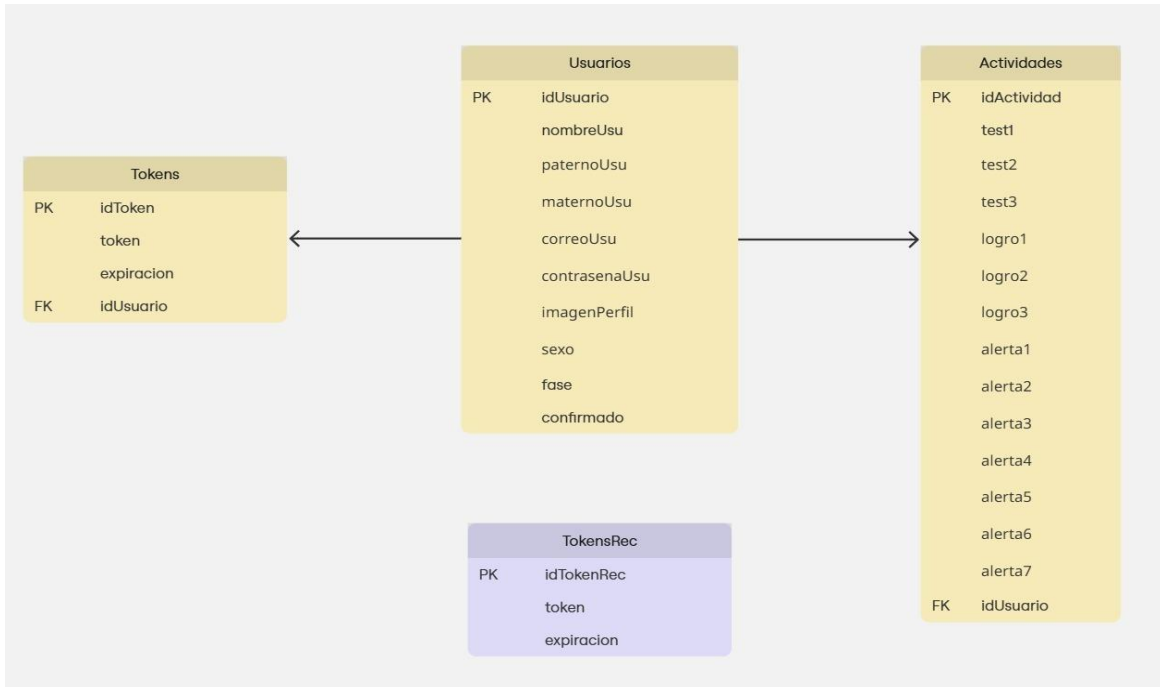 Usuarios
PK idUsuario
nombreUsu
paternoUsu
maternoUsu
correoUsu
contrasenaUsu
imagenPerfil
sexo
fase
confirmado
Actividades
PK idActividad
test1
test2
test3
logro1
logro2
logro3
alerta1
alerta2
alerta3
alerta4
alerta5
alerta6
alerta7
FK idUsuario
Tokens
PK idToken
token
expiracion
FK idUsuario
TokensRec
PK idTokenRec
token
expiracion